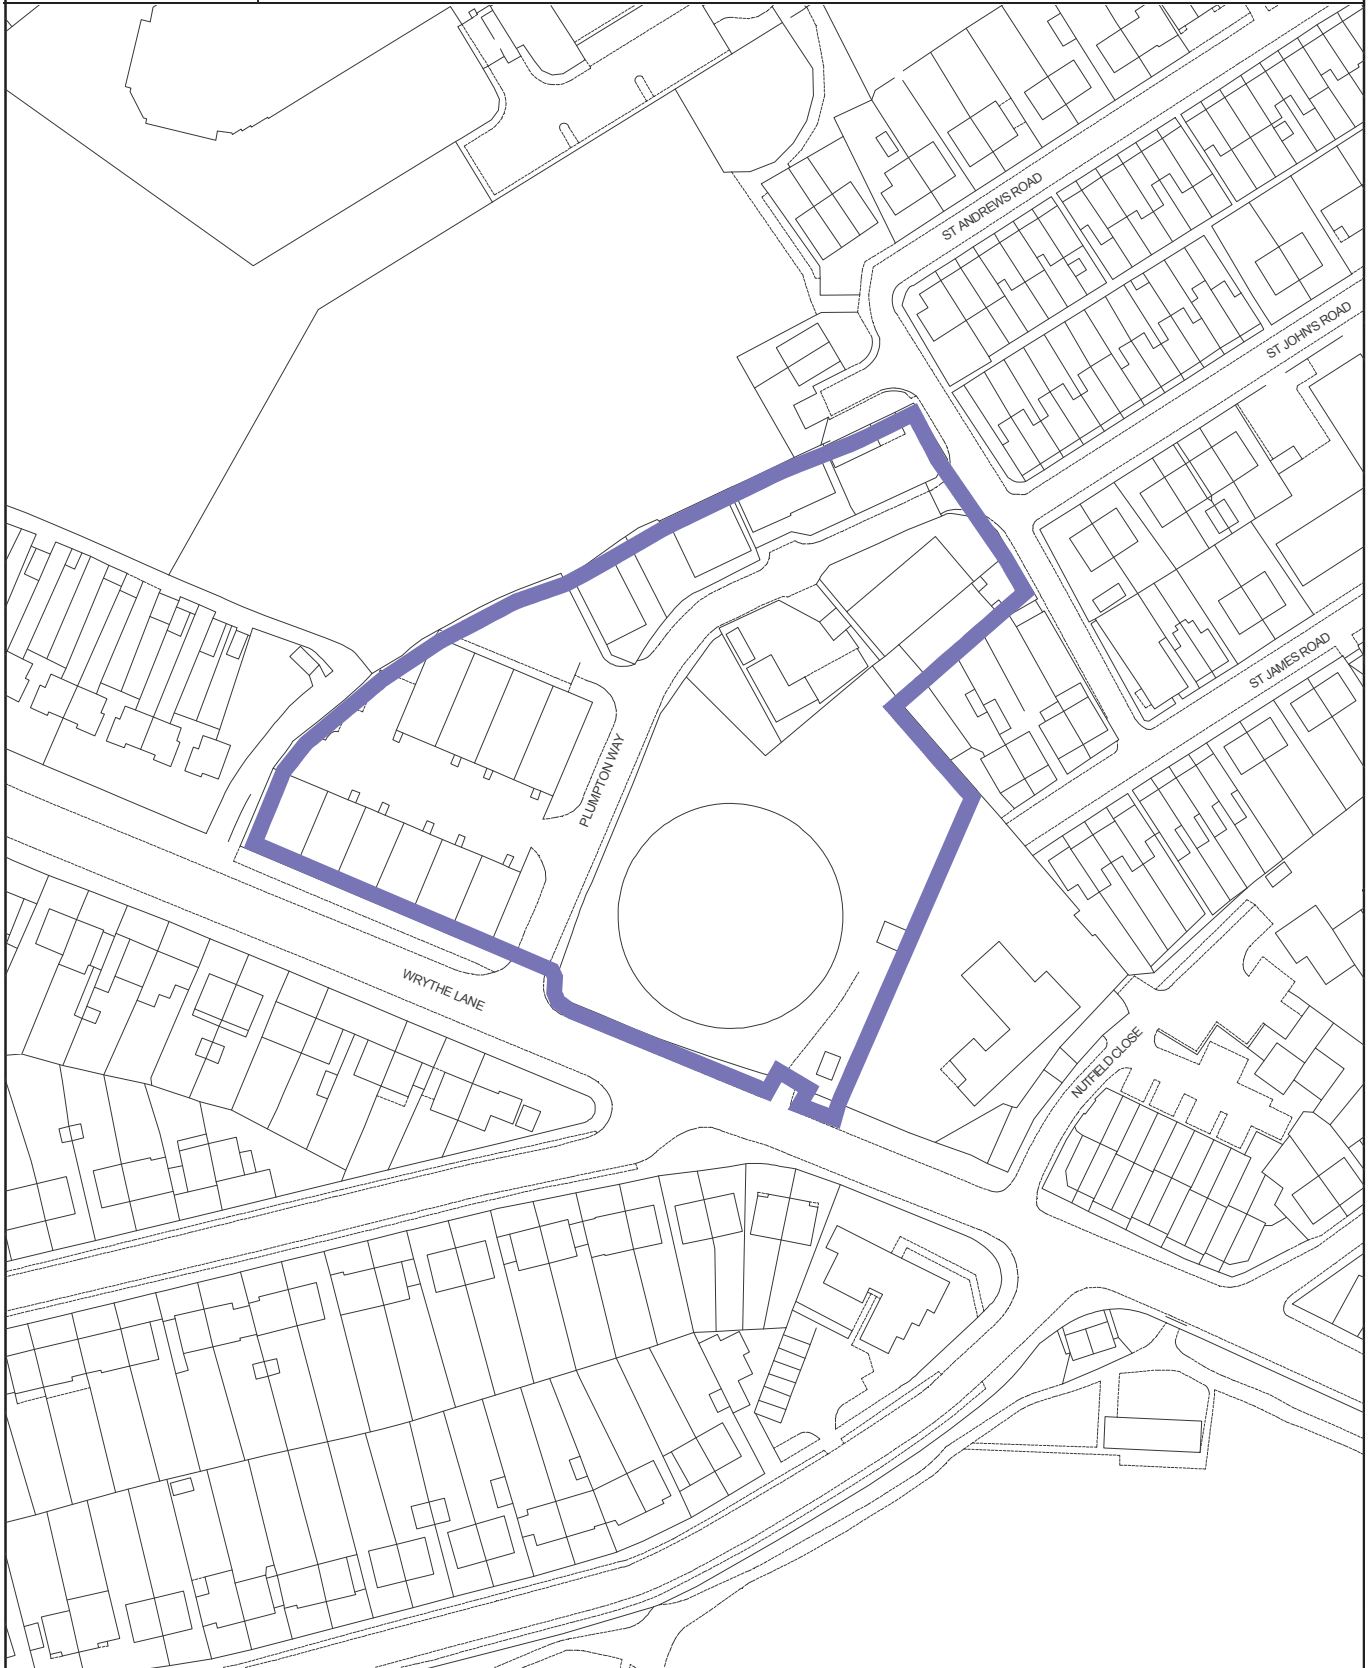 ST ANDREWS ROAD
ST JOHN'S ROAD
ST JAMES ROAD
PLUMPTON WAY
WRYTHE LANE
NUTFIELD CLOSE